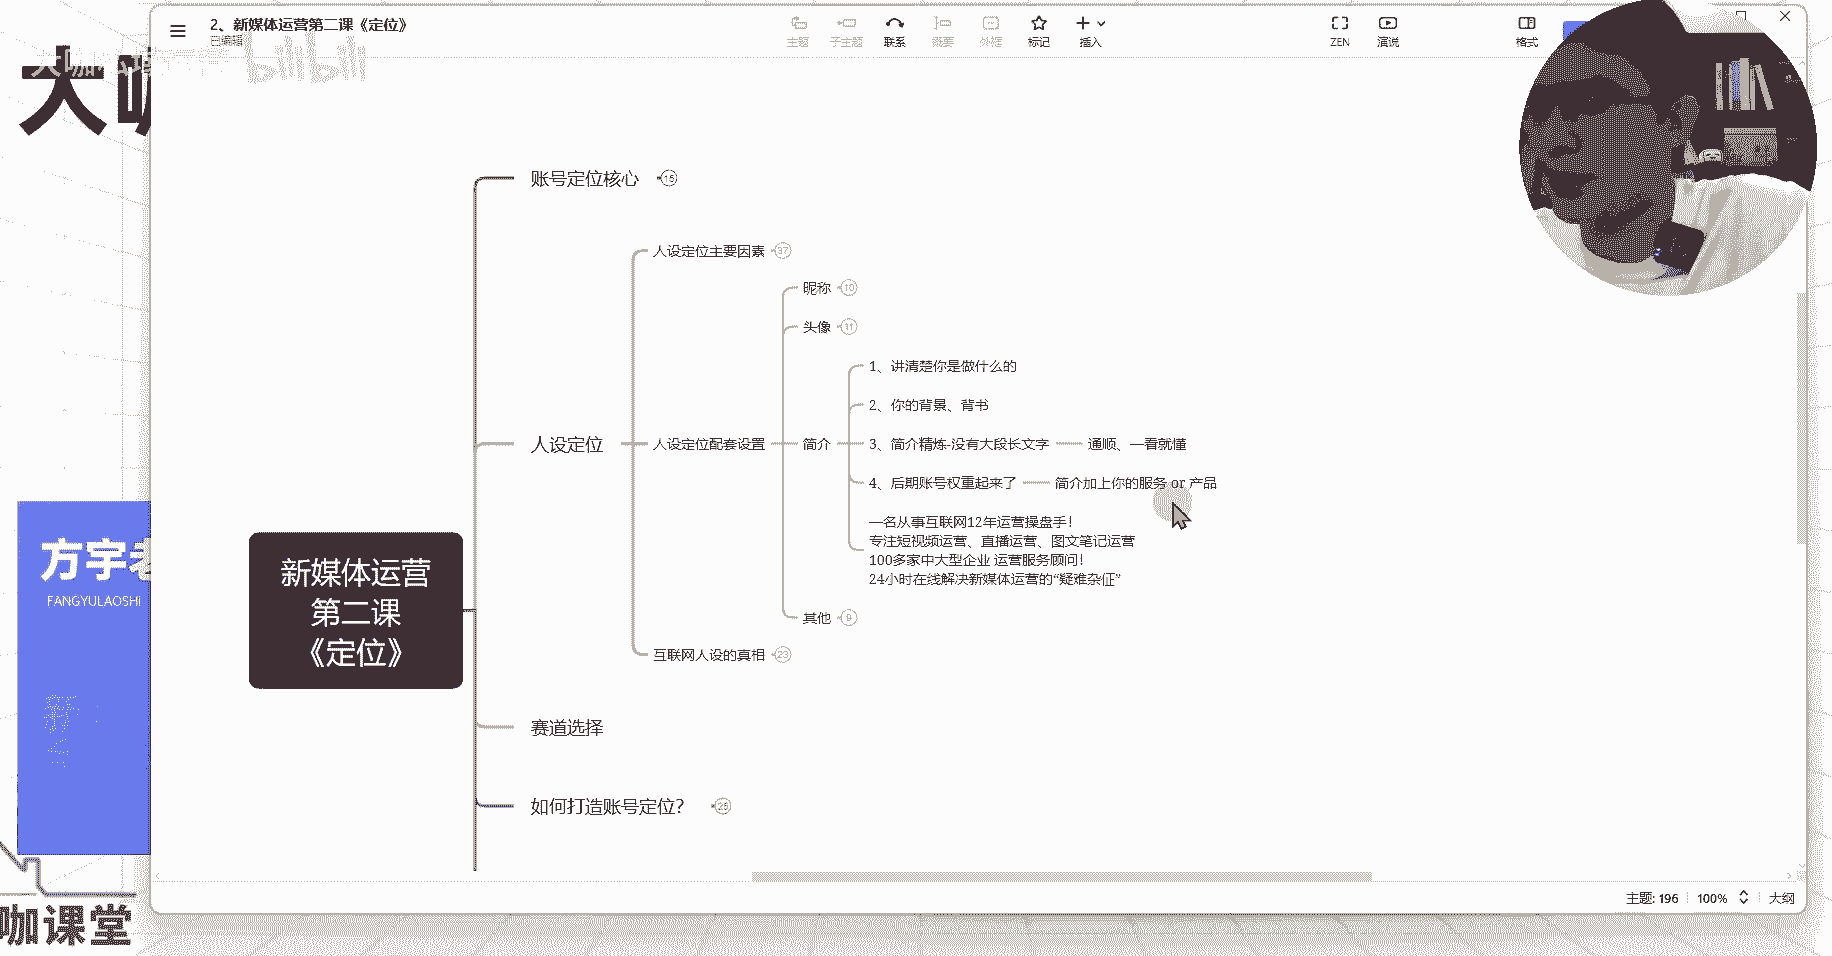 2、新媒体运营第二课《定位》
已编辑
主题
子主题
联系
概要
外框
标记
插入
ZEN
演说
格式
bilibili
账号定位核心
15
人设定位主要因素
37
昵称
10
头像
11
1、讲清楚你是做什么的
2、你的背景、背书
人设定位
人设定位配套设置
简介
3、简介精炼-没有大段长文字
通顺、一看就懂
4、后期账号权重起来了
简介加上你的服务 or 产品
一名从事互联网12年运营操盘手!
专注短视频运营、直播运营、图文笔记运营
100多家中大型企业 运营服务顾问!
24小时在线解决新媒体运营的“疑难杂症”
其他
9
互联网人设的真相
23
新媒体运营
第二课
《定位》
赛道选择
如何打造账号定位?
25
方宇老
FANGYULAOSHI
咖课堂
主题: 196
100%
大纲